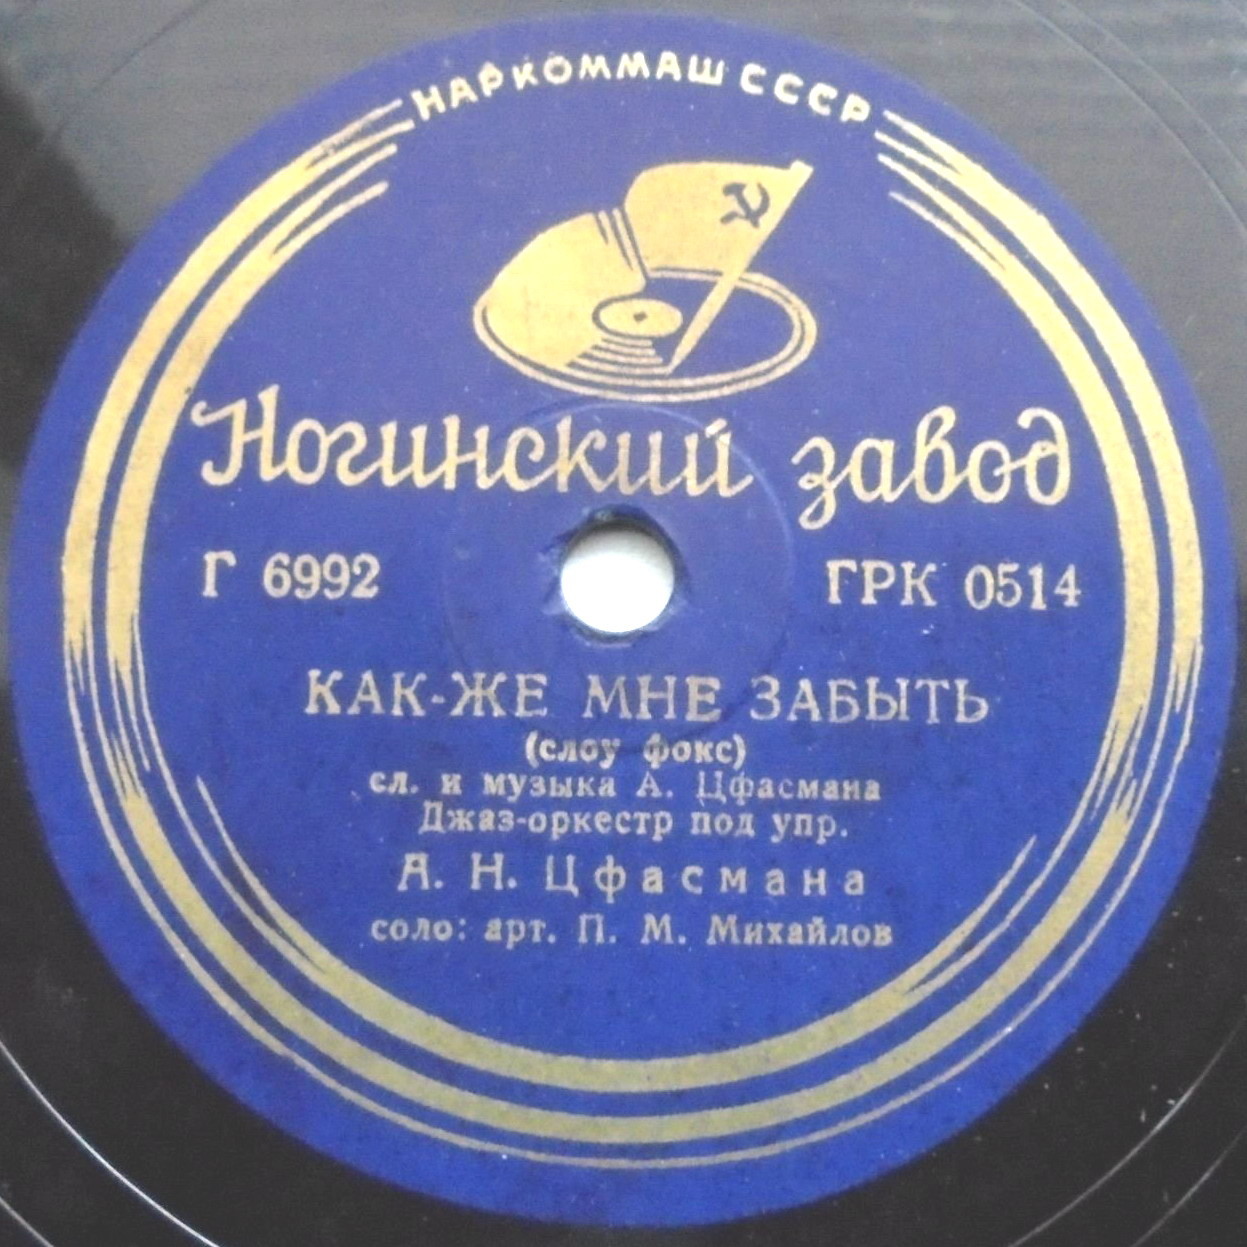 НАРКОММАШ СССР
Ногинский завод
Г 6992 ГРК 0514
КАК-ЖЕ МНЕ ЗАБЫТЬ
(слоу фокс)
сл. и музыка А. Цфасмана
Джаз-оркестр под упр.
А. Н. Цфасмана
соло: арт. П. М. Михайлов